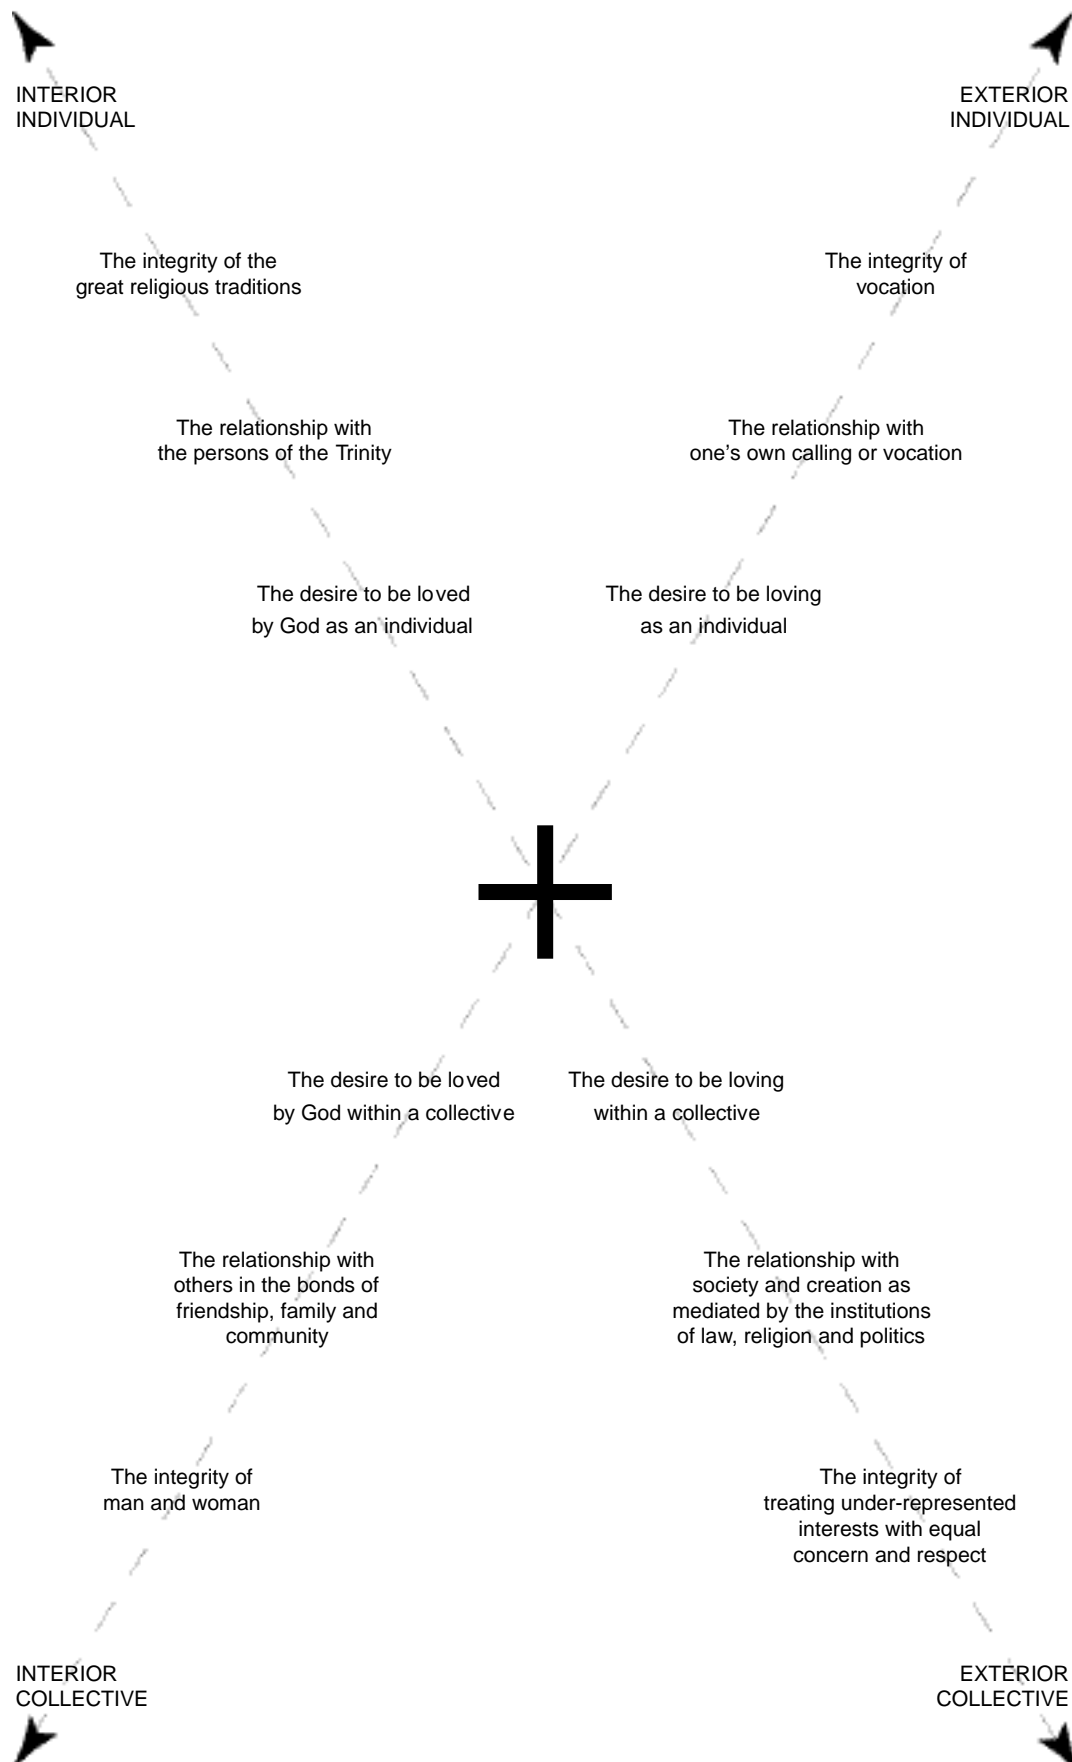 INTERIOR
INDIVIDUAL
EXTERIOR
INDIVIDUAL
The integrity of the
great religious traditions
The integrity of
vocation
The relationship with
the persons of the Trinity
The relationship with
one’s own calling or vocation
The desire to be loved
by God as an individual
The desire to be loving
as an individual
The desire to be loved
by God within a collective
The desire to be loving
within a collective
The relationship with
others in the bonds of
friendship, family and
community
The relationship with
society and creation as
mediated by the institutions
of law, religion and politics
The integrity of
man and woman
The integrity of
treating under-represented
interests with equal
concern and respect
INTERIOR
COLLECTIVE
EXTERIOR
COLLECTIVE